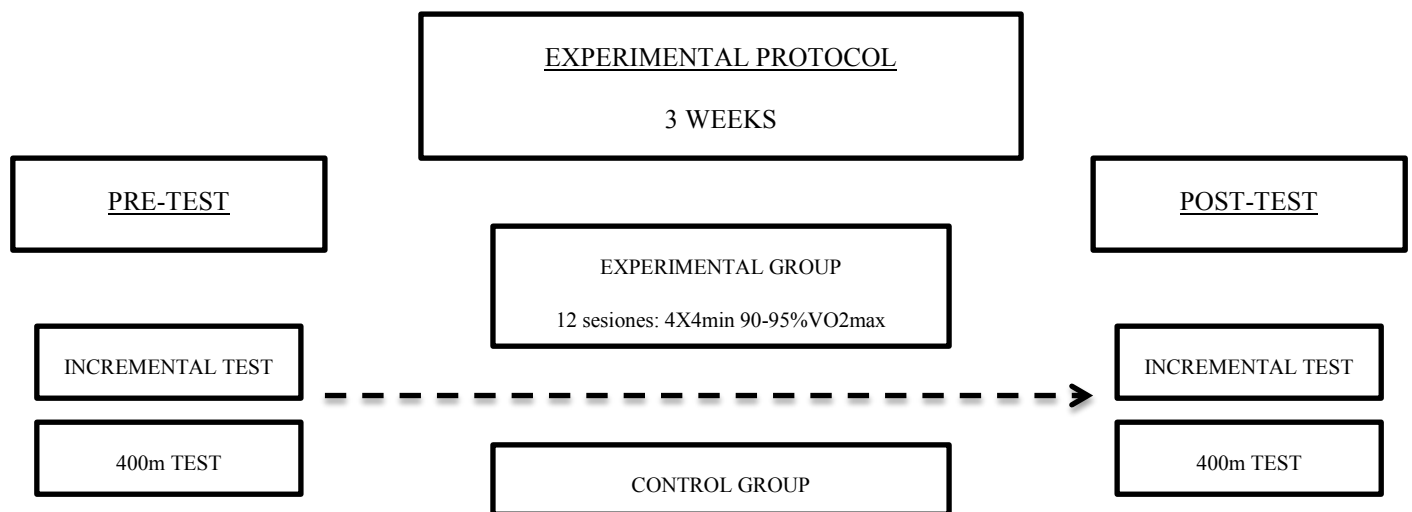 EXPERIMENTAL PROTOCOL
3 WEEKS
PRE-TEST
POST-TEST
EXPERIMENTAL GROUP
12 sesiones: 4X4min 90-95%VO2max
INCREMENTAL TEST
INCREMENTAL TEST
400m TEST
400m TEST
CONTROL GROUP